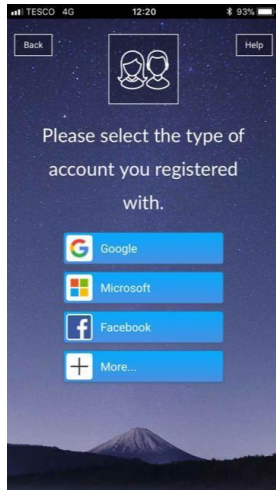 TESCO 4G 12:20 93%
Back
Help
Please select the type of
account you registered
with.
Google
Microsoft
Facebook
More...